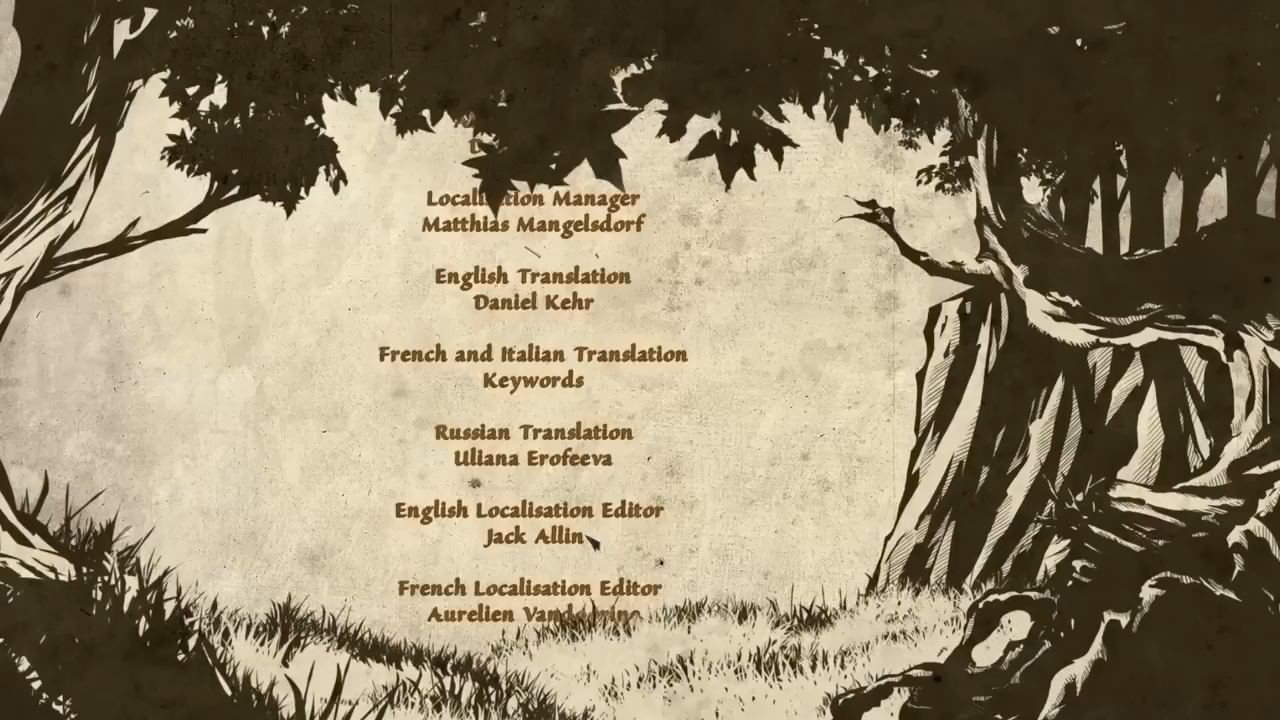 Localisation Manager
Matthias Mangelsdorf
English Translation
Daniel Kehr
French and Italian Translation
Keywords
Russian Translation
Uliana Erofeeva
English Localisation Editor
Jack Allin
French Localisation Editor
Aurelien